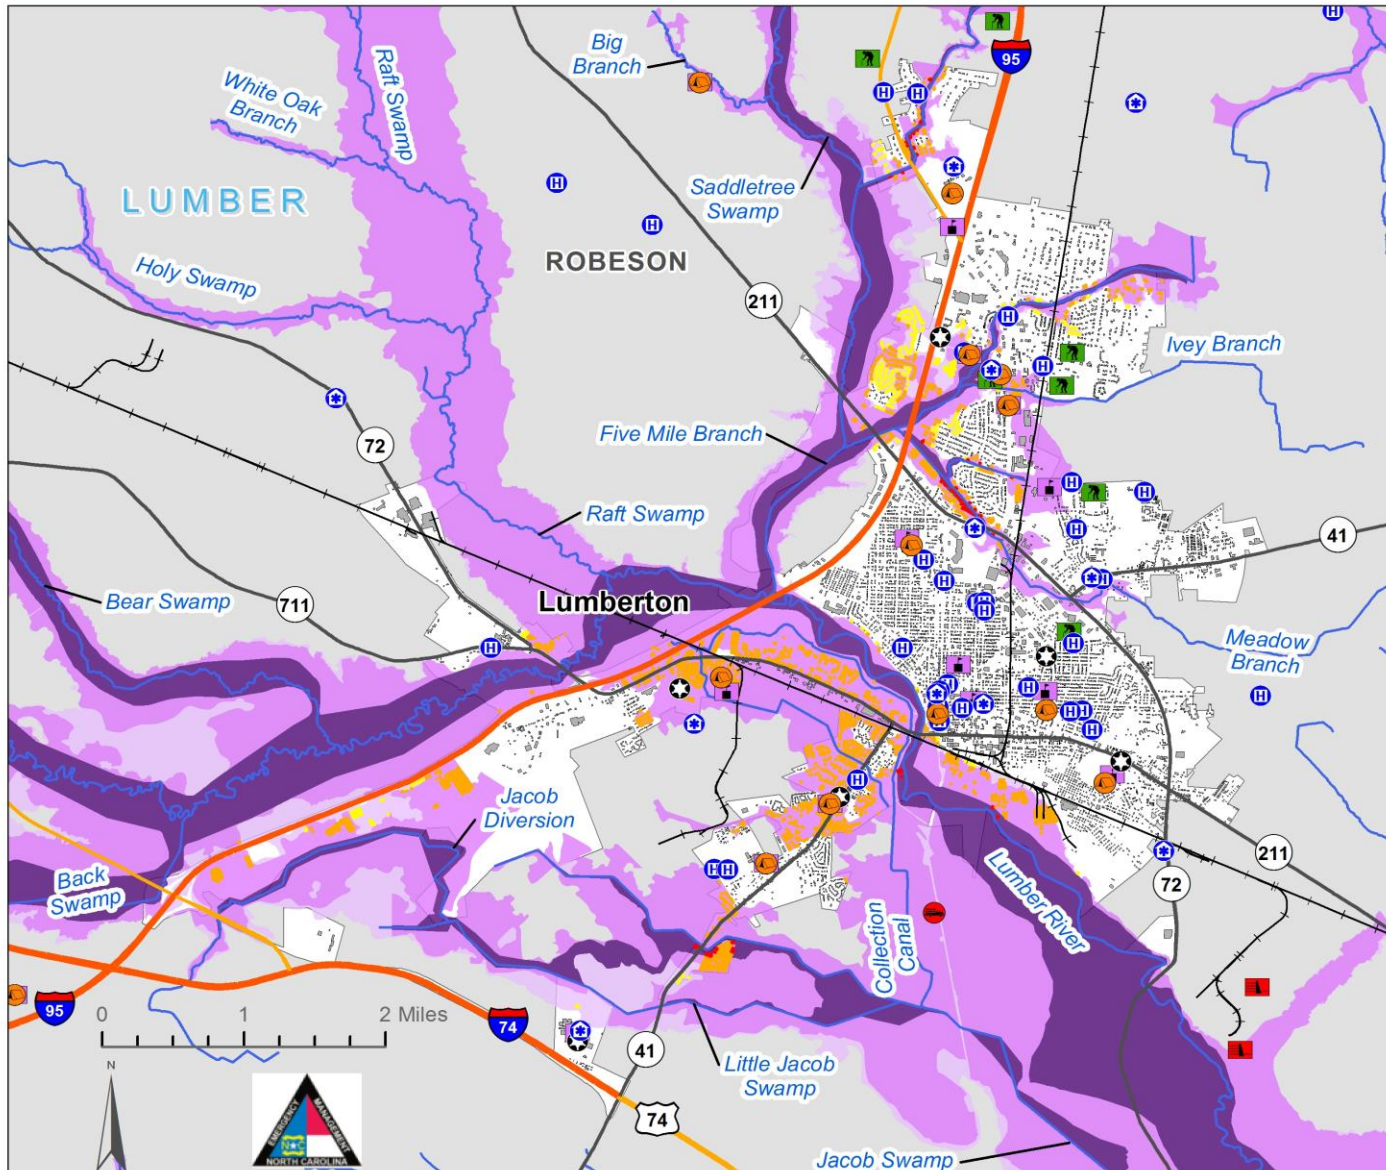 Big
Branch
95
White Oak
Branch
Raft Swamp
LUMBER
Saddletree
Swamp
ROBESON
Holy Swamp
211
Ivey Branch
72
Five Mile Branch
Raft Swamp
41
Bear Swamp
711
Lumberton
Meadow
Branch
Jacob
Diversion
Back
Swamp
Lumber River
211
72
Collection
Canal
95
0 1 2 Miles
74
41
Little Jacob
Swamp
74
N
EMERGENCY
MANAGEMENT
NORTH CAROLINA
Jacob Swamp